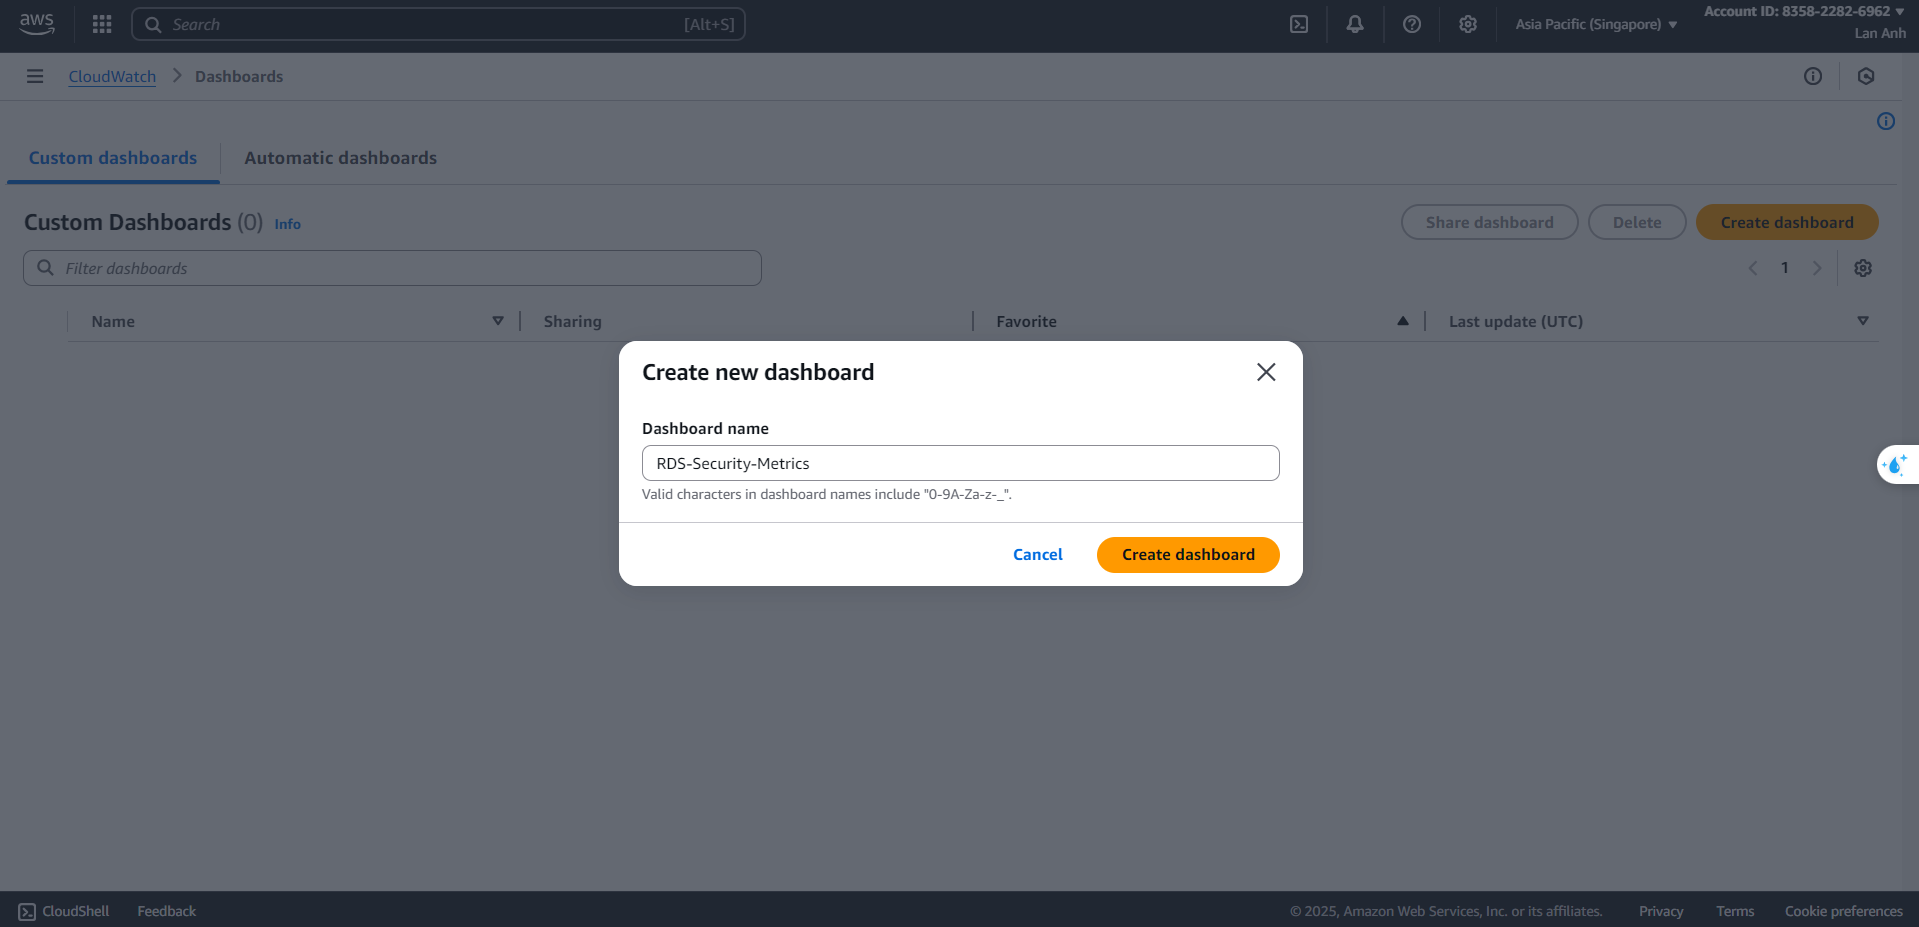 aws
Search [Alt+S]
Asia Pacific (Singapore)
Account ID: 8358-2282-6962
Lan Anh
CloudWatch
Dashboards
Custom dashboards
Automatic dashboards
Custom Dashboards (0) Info
Share dashboard
Delete
Create dashboard
Filter dashboards
1
Name
Sharing
Favorite
Last update (UTC)
Create new dashboard
Dashboard name
RDS-Security-Metrics
Valid characters in dashboard names include "0-9A-Za-z-_".
Cancel
Create dashboard
CloudShell
Feedback
© 2025, Amazon Web Services, Inc. or its affiliates.
Privacy
Terms
Cookie preferences